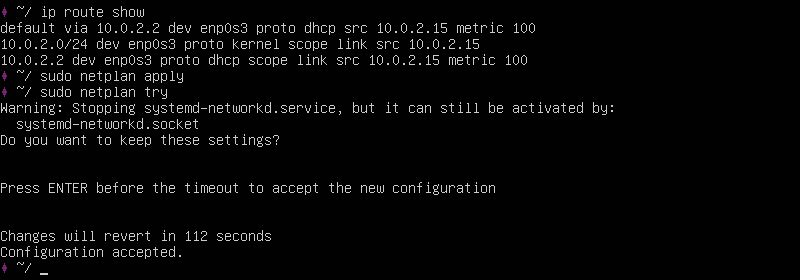 ♦ ~/ ip route show
default via 10.0.2.2 dev enp0s3 proto dhcp src 10.0.2.15 metric 100
10.0.2.0/24 dev enp0s3 proto kernel scope link src 10.0.2.15
10.0.2.2 dev enp0s3 proto dhcp scope link src 10.0.2.15 metric 100
♦ ~/ sudo netplan apply
♦ ~/ sudo netplan try
Warning: Stopping systemd-networkd.service, but it can still be activated by:
  systemd-networkd.socket
Do you want to keep these settings?
Press ENTER before the timeout to accept the new configuration
Changes will revert in 112 seconds
Configuration accepted.
♦ ~/ _